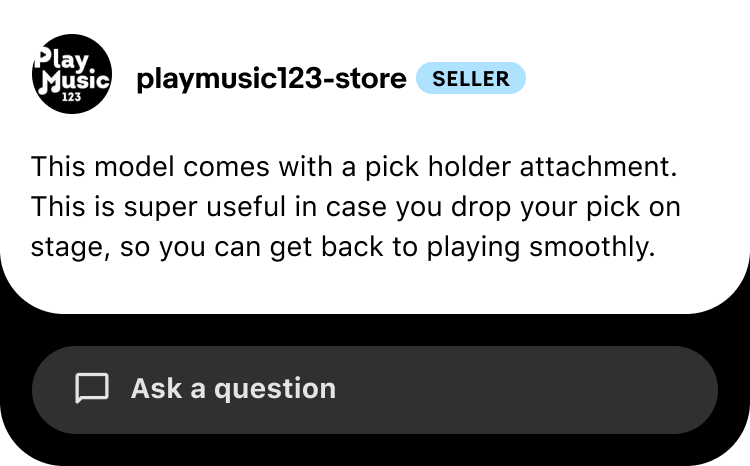 Play
Music
123
playmusic123-store SELLER
This model comes with a pick holder attachment.
This is super useful in case you drop your pick on
stage, so you can get back to playing smoothly.
Ask a question